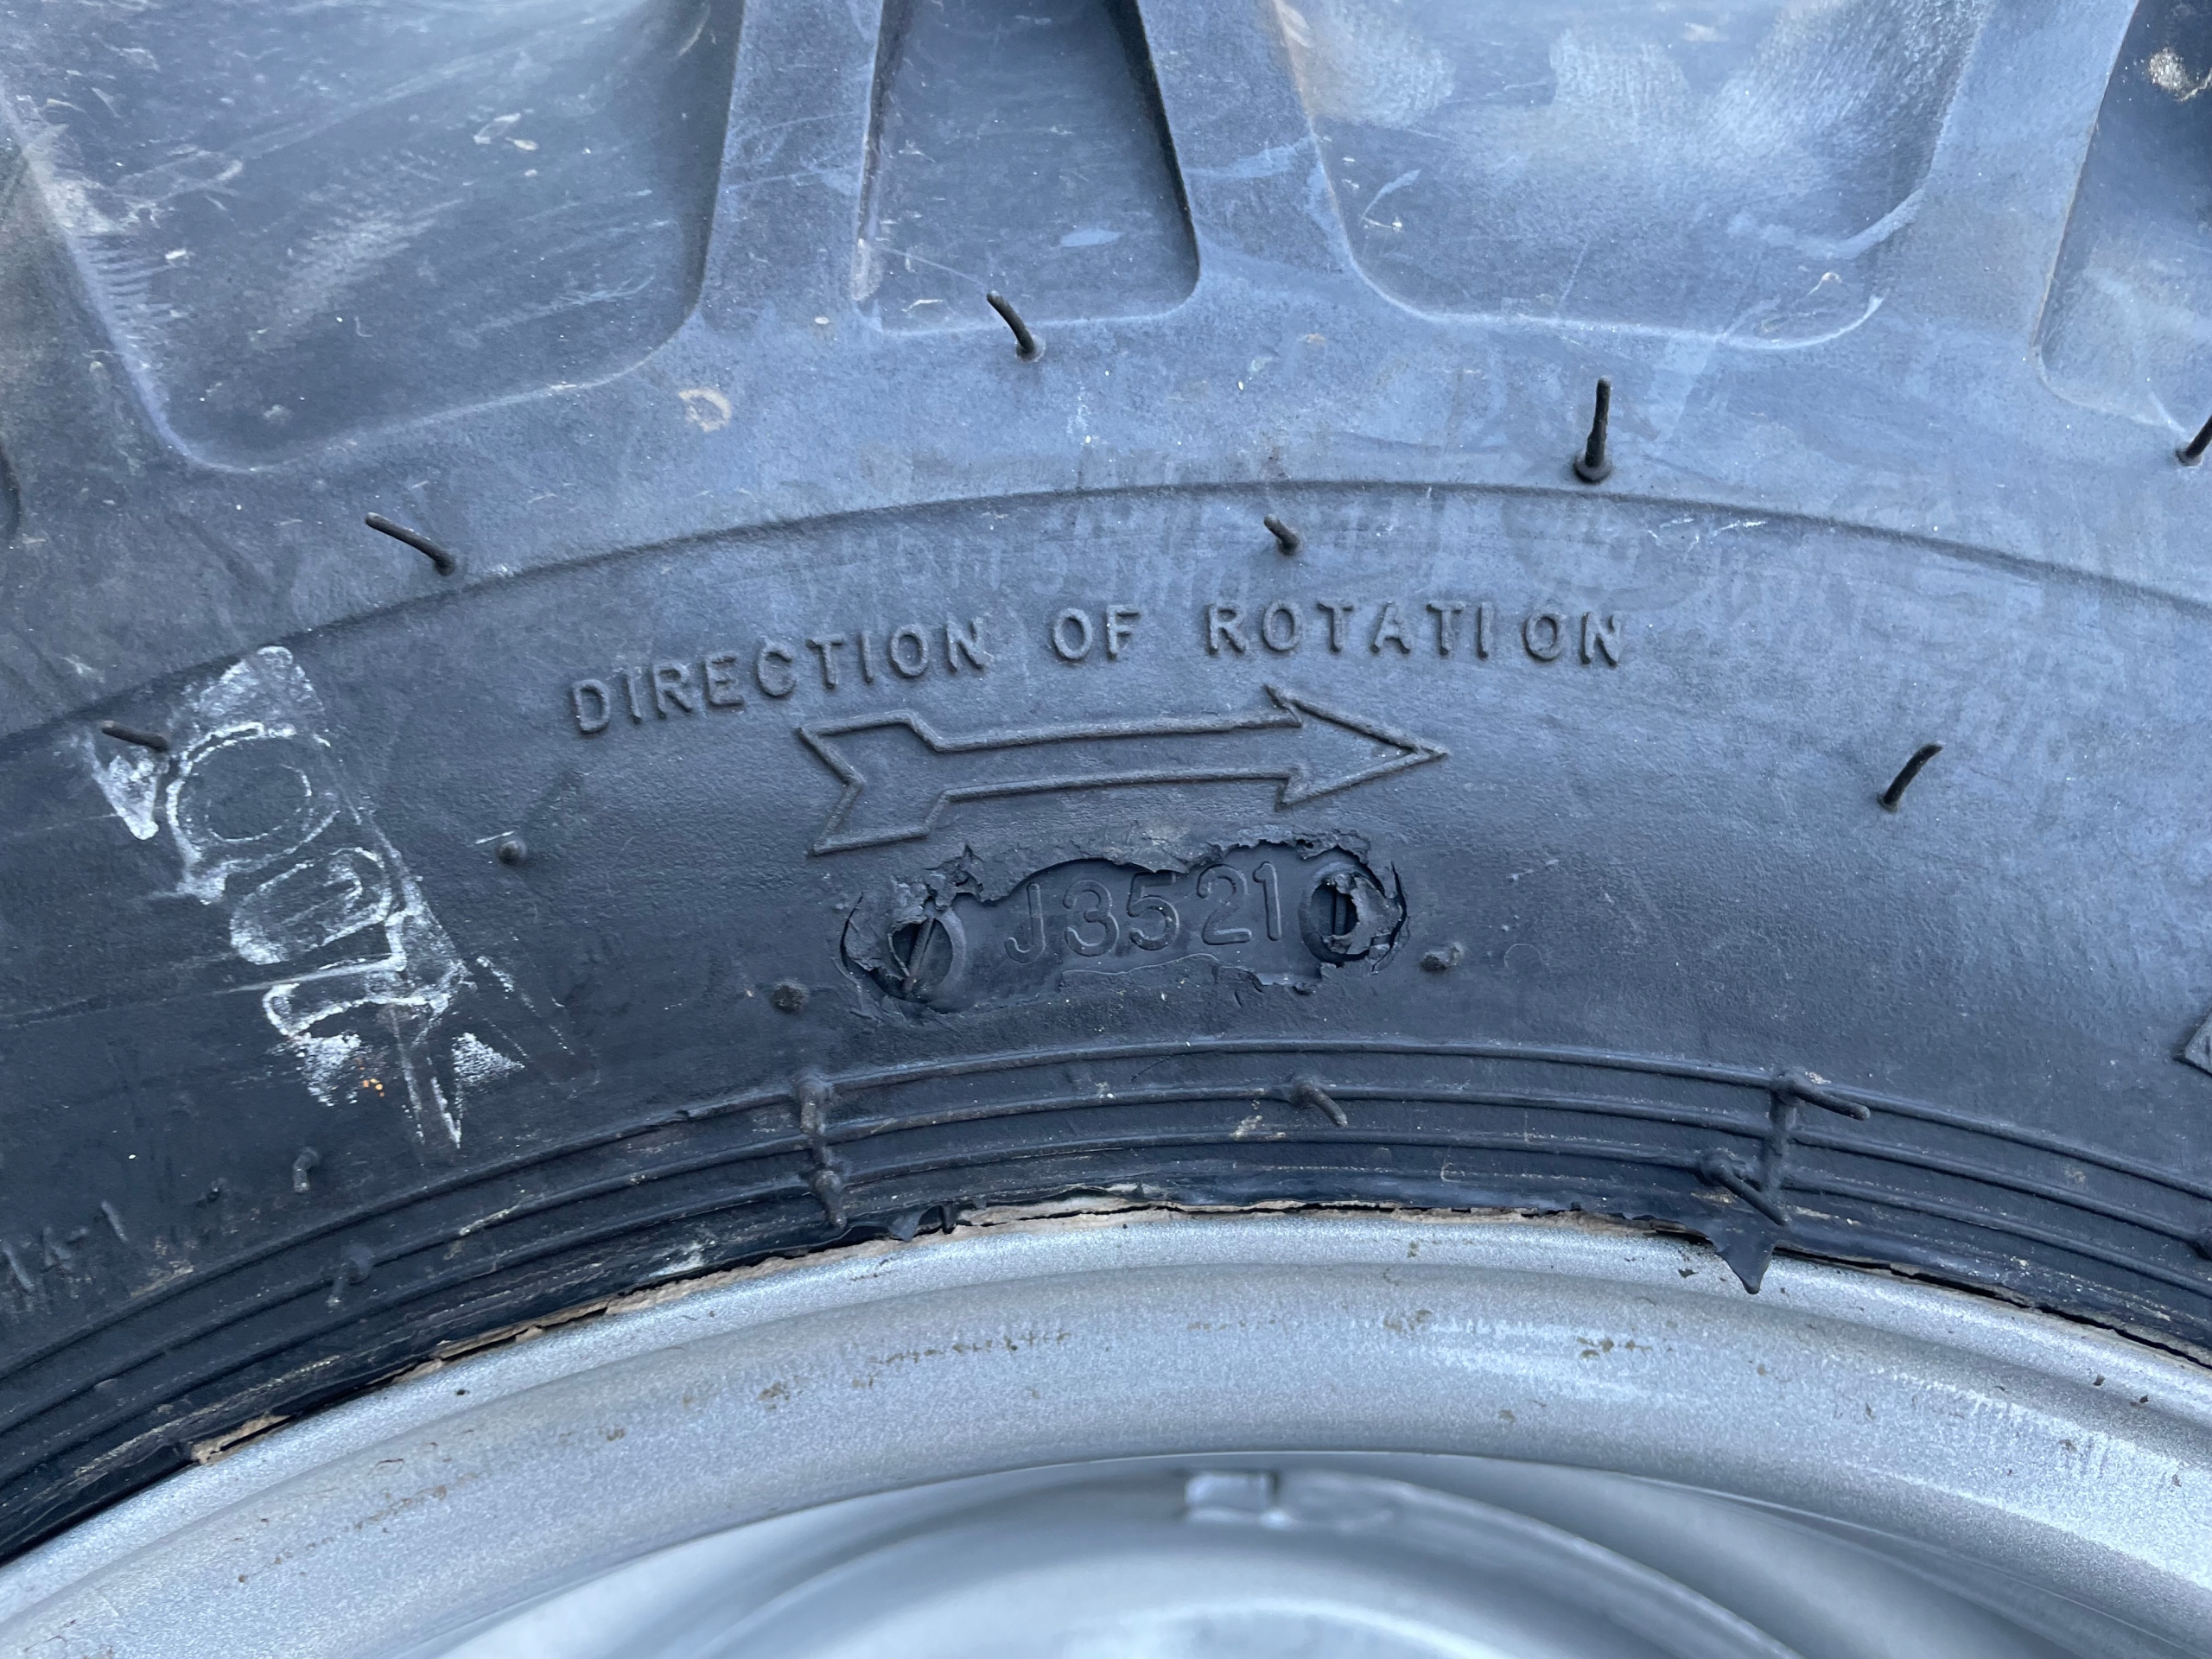 DIRECTION OF ROTATION
J3521